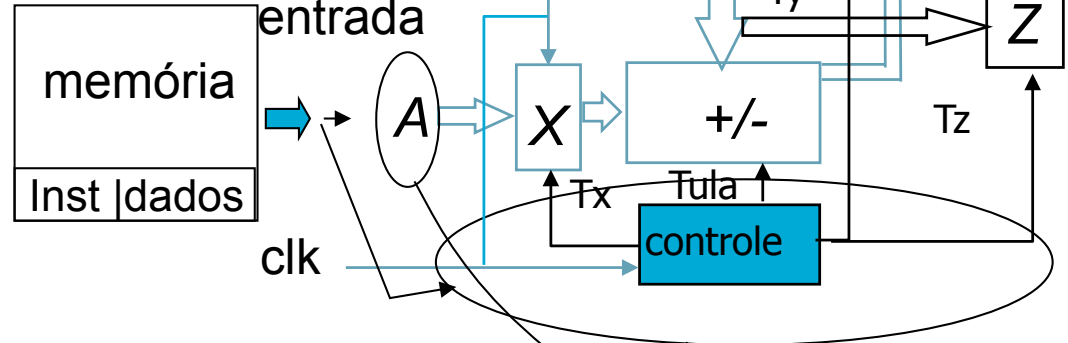 entrada
memória
Inst |dados
A
X
+/-
Z
Tz
Tx
Tula
controle
clk